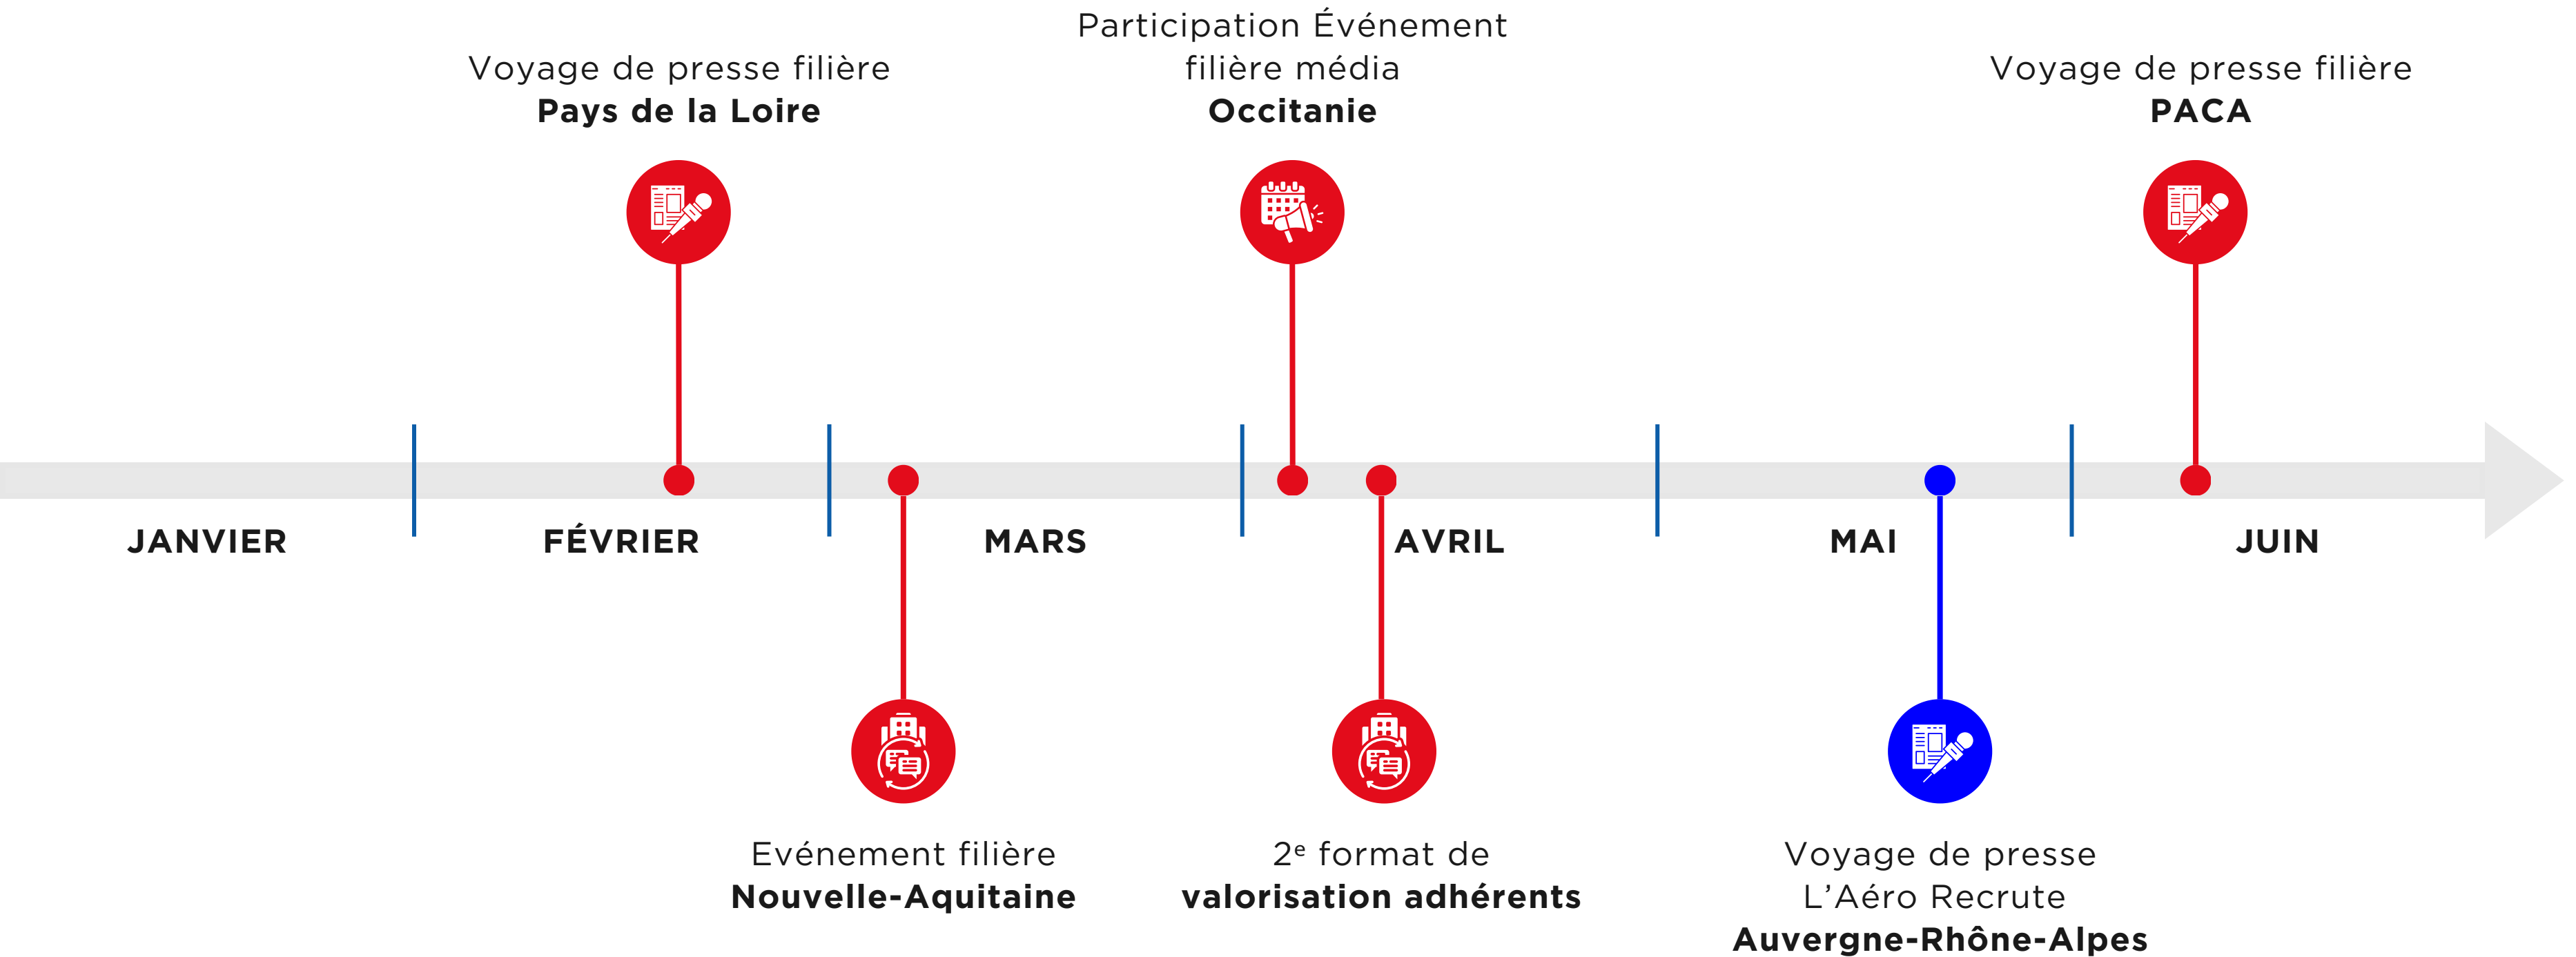 Participation Événement
filière média
Occitanie
Voyage de presse filière
Pays de la Loire
Voyage de presse filière
PACA
JANVIER
FÉVRIER
MARS
AVRIL
MAI
JUIN
Evénement filière
Nouvelle-Aquitaine
2ᵉ format de
valorisation adhérents
Voyage de presse
L’Aéro Recrute
Auvergne-Rhône-Alpes